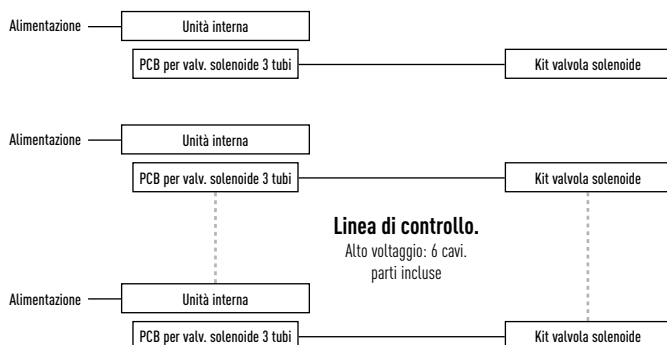 Alimentazione
Unità interna
PCB per valv. solenoide 3 tubi
Kit valvola solenoide
Alimentazione
Unità interna
PCB per valv. solenoide 3 tubi
Kit valvola solenoide
Linea di controllo.
Alto voltaggio: 6 cavi.
parti incluse
Alimentazione
Unità interna
PCB per valv. solenoide 3 tubi
Kit valvola solenoide